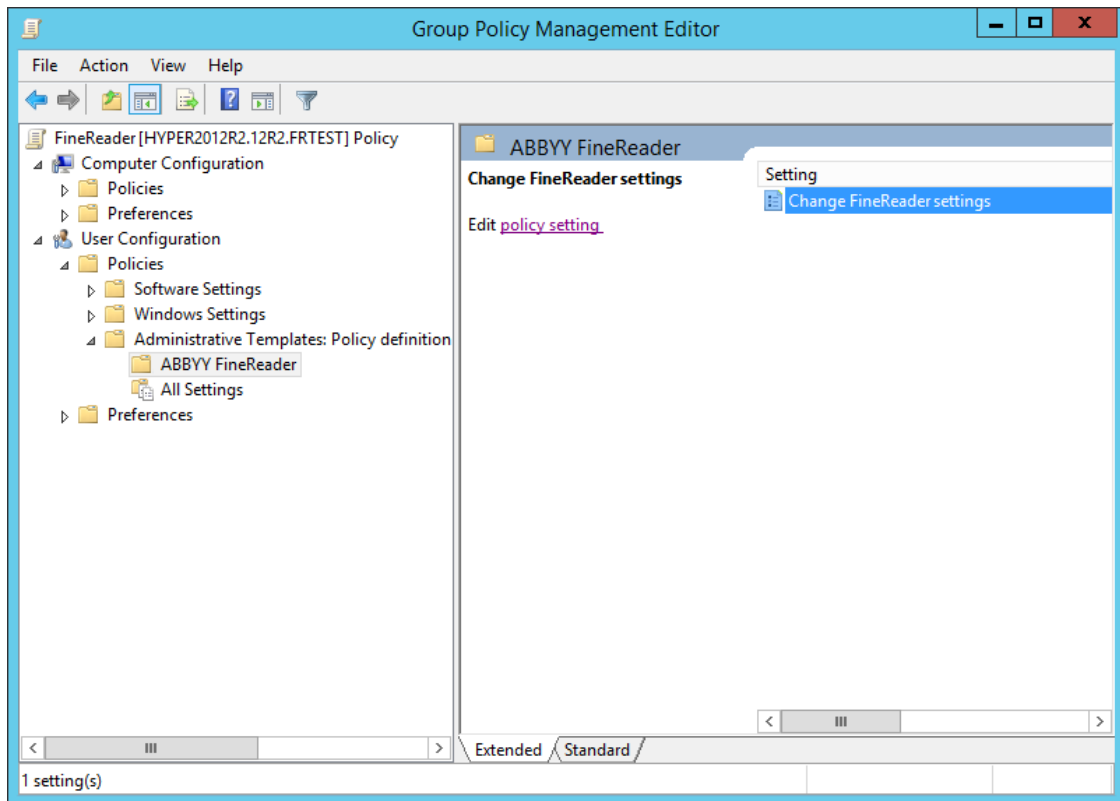 Group Policy Management Editor
File Action View Help
FineReader [HYPER2012R2.12R2.FRTEST] Policy
Computer Configuration
Policies
Preferences
User Configuration
Policies
Software Settings
Windows Settings
Administrative Templates: Policy definition
ABBYY FineReader
All Settings
Preferences
ABBYY FineReader
Change FineReader settings
Edit policy setting
Setting
Change FineReader settings
Extended Standard
1 setting(s)